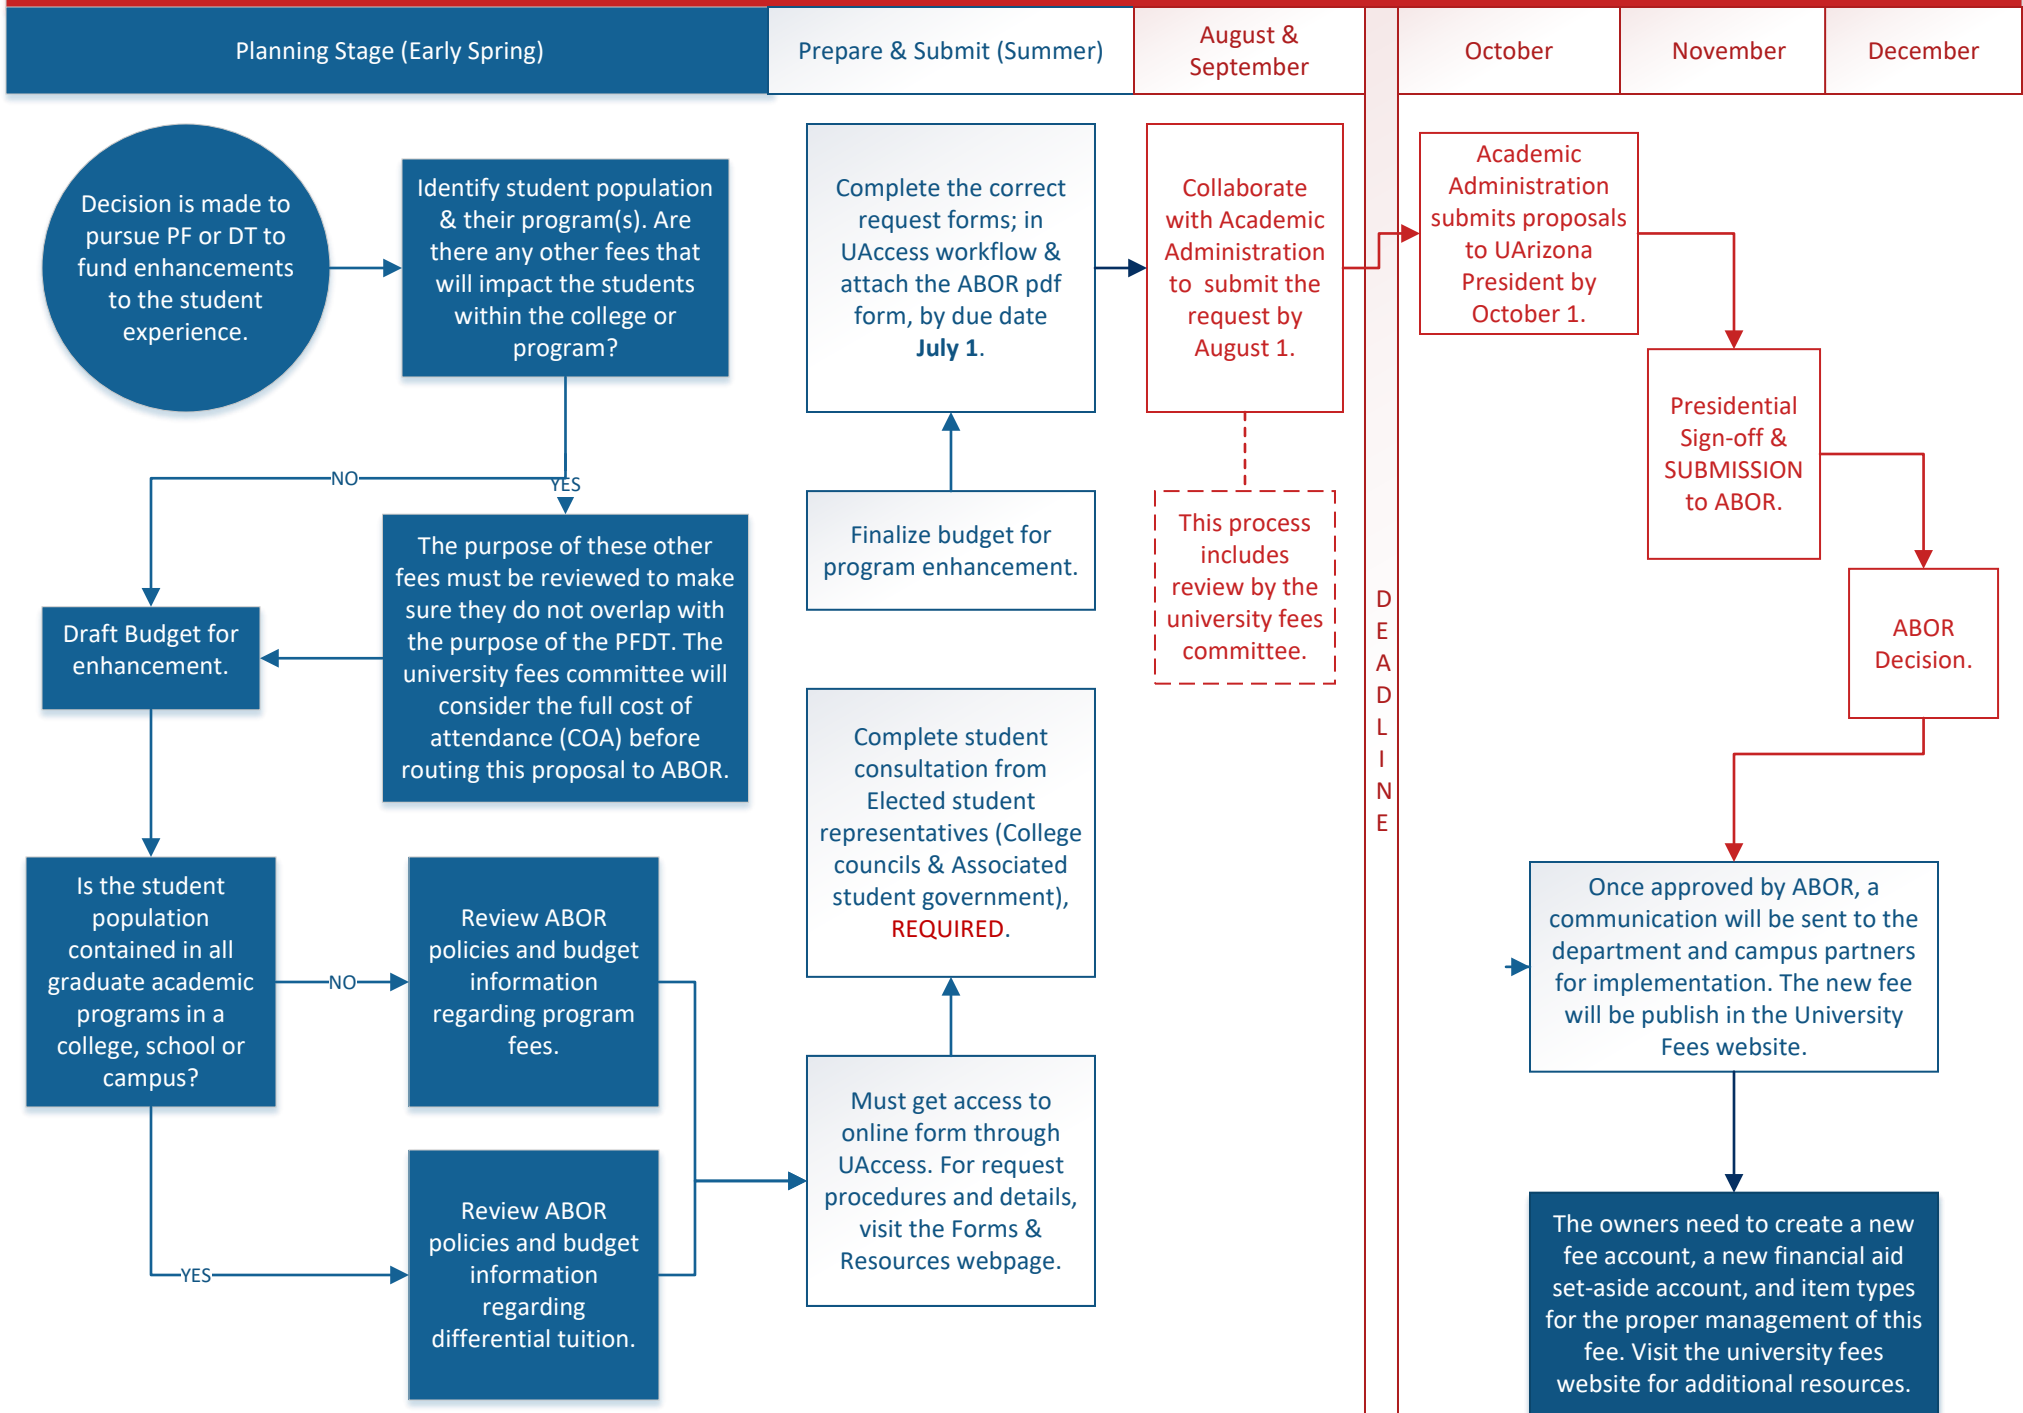 Planning Stage (Early Spring)
Prepare & Submit (Summer)
August &
September
October
November
December
Decision is made to
pursue PF or DT to
fund enhancements
to the student
experience.
Identify student population
& their program(s). Are
there any other fees that
will impact the students
within the college or
program?
NO
YES
The purpose of these other
fees must be reviewed to make
sure they do not overlap with
the purpose of the PFDT. The
university fees committee will
consider the full cost of
attendance (COA) before
routing this proposal to ABOR.
Draft Budget for
enhancement.
Is the student
population
contained in all
graduate academic
programs in a
college, school or
campus?
NO
Review ABOR
policies and budget
information
regarding program
fees.
YES
Review ABOR
policies and budget
information
regarding
differential tuition.
Complete the correct
request forms; in
UAccess workflow &
attach the ABOR pdf
form, by due date
July 1.
Finalize budget for
program enhancement.
Complete student
consultation from
Elected student
representatives (College
councils & Associated
student government),
REQUIRED.
Must get access to
online form through
UAccess. For request
procedures and details,
visit the Forms &
Resources webpage.
Collaborate
with Academic
Administration
to submit the
request by
August 1.
This process
includes
review by the
university fees
committee.
D
E
A
D
L
I
N
E
Academic
Administration
submits proposals
to UArizona
President by
October 1.
Presidential
Sign-off &
SUBMISSION
to ABOR.
ABOR
Decision.
Once approved by ABOR, a
communication will be sent to the
department and campus partners
for implementation. The new fee
will be publish in the University
Fees website.
The owners need to create a new
fee account, a new financial aid
set-aside account, and item types
for the proper management of this
fee. Visit the university fees
website for additional resources.